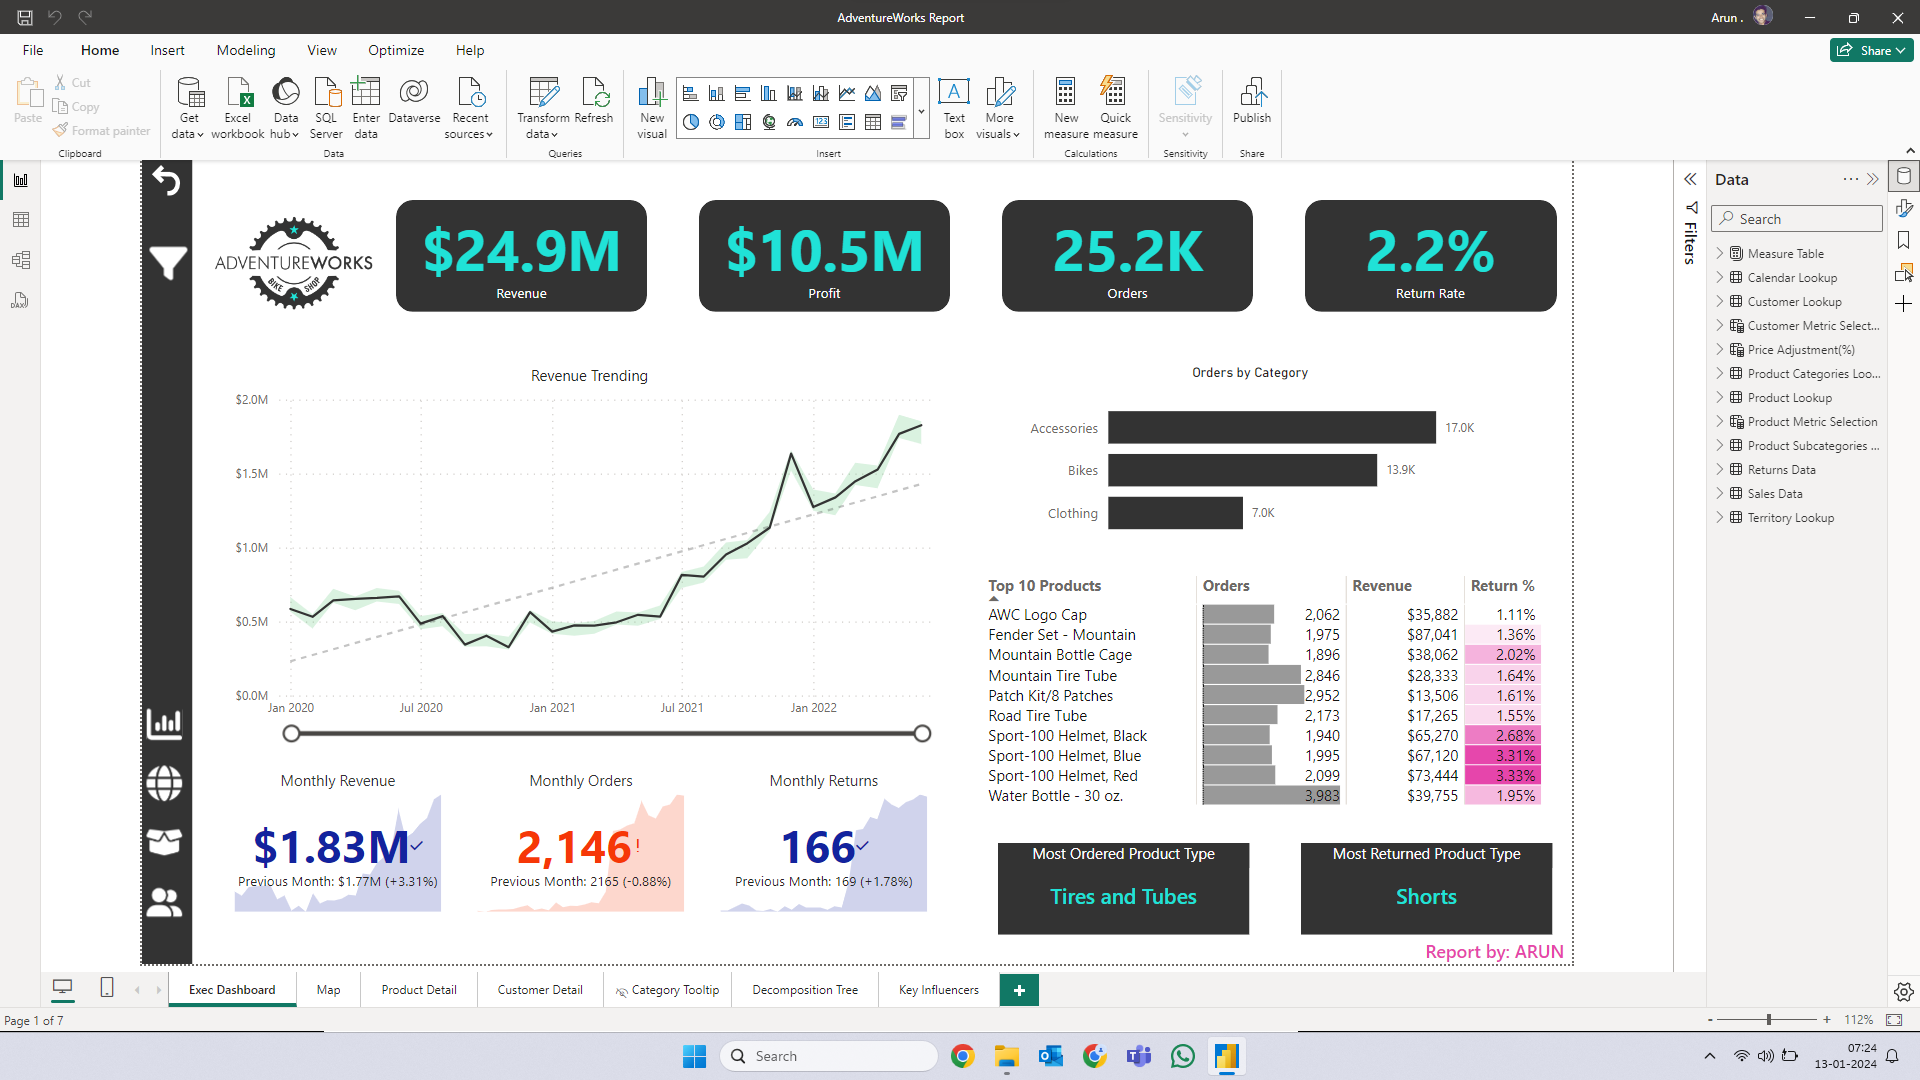 AdventureWorks Report
Arun .
File Home Insert Modeling View Optimize Help
Share
Paste
Cut
Copy
Format painter
Clipboard
Get data
Excel workbook
Data hub
SQL Server
Enter data
Dataverse
Recent sources
Data
Transform data
Refresh
Queries
New visual
Text box
More visuals
Insert
New measure
Quick measure
Calculations
Sensitivity
Sensitivity
Publish
Share
ADVENTUREWORKS
BIKE SHOP
$24.9M
Revenue
$10.5M
Profit
25.2K
Orders
2.2%
Return Rate
Revenue Trending
$2.0M
$1.5M
$1.0M
$0.5M
$0.0M
Jan 2020 Jul 2020 Jan 2021 Jul 2021 Jan 2022
Orders by Category
Accessories 17.0K
Bikes 13.9K
Clothing 7.0K
Top 10 Products Orders Revenue Return %
AWC Logo Cap 2,062 $35,882 1.11%
Fender Set - Mountain 1,975 $87,041 1.36%
Mountain Bottle Cage 1,896 $38,062 2.02%
Mountain Tire Tube 2,846 $28,333 1.64%
Patch Kit/8 Patches 2,952 $13,506 1.61%
Road Tire Tube 2,173 $17,265 1.55%
Sport-100 Helmet, Black 1,940 $65,270 2.68%
Sport-100 Helmet, Blue 1,995 $67,120 3.31%
Sport-100 Helmet, Red 2,099 $73,444 3.33%
Water Bottle - 30 oz. 3,983 $39,755 1.95%
Monthly Revenue
$1.83M
Previous Month: $1.77M (+3.31%)
Monthly Orders
2,146!
Previous Month: 2165 (-0.88%)
Monthly Returns
166
Previous Month: 169 (+1.78%)
Most Ordered Product Type
Tires and Tubes
Most Returned Product Type
Shorts
Report by: ARUN
Filters
Data
Search
Measure Table
Calendar Lookup
Customer Lookup
Customer Metric Select...
Price Adjustment(%)
Product Categories Loo...
Product Lookup
Product Metric Selection
Product Subcategories ...
Returns Data
Sales Data
Territory Lookup
Exec Dashboard Map Product Detail Customer Detail Category Tooltip Decomposition Tree Key Influencers
Page 1 of 7
- + 112%
Search
07:24
13-01-2024